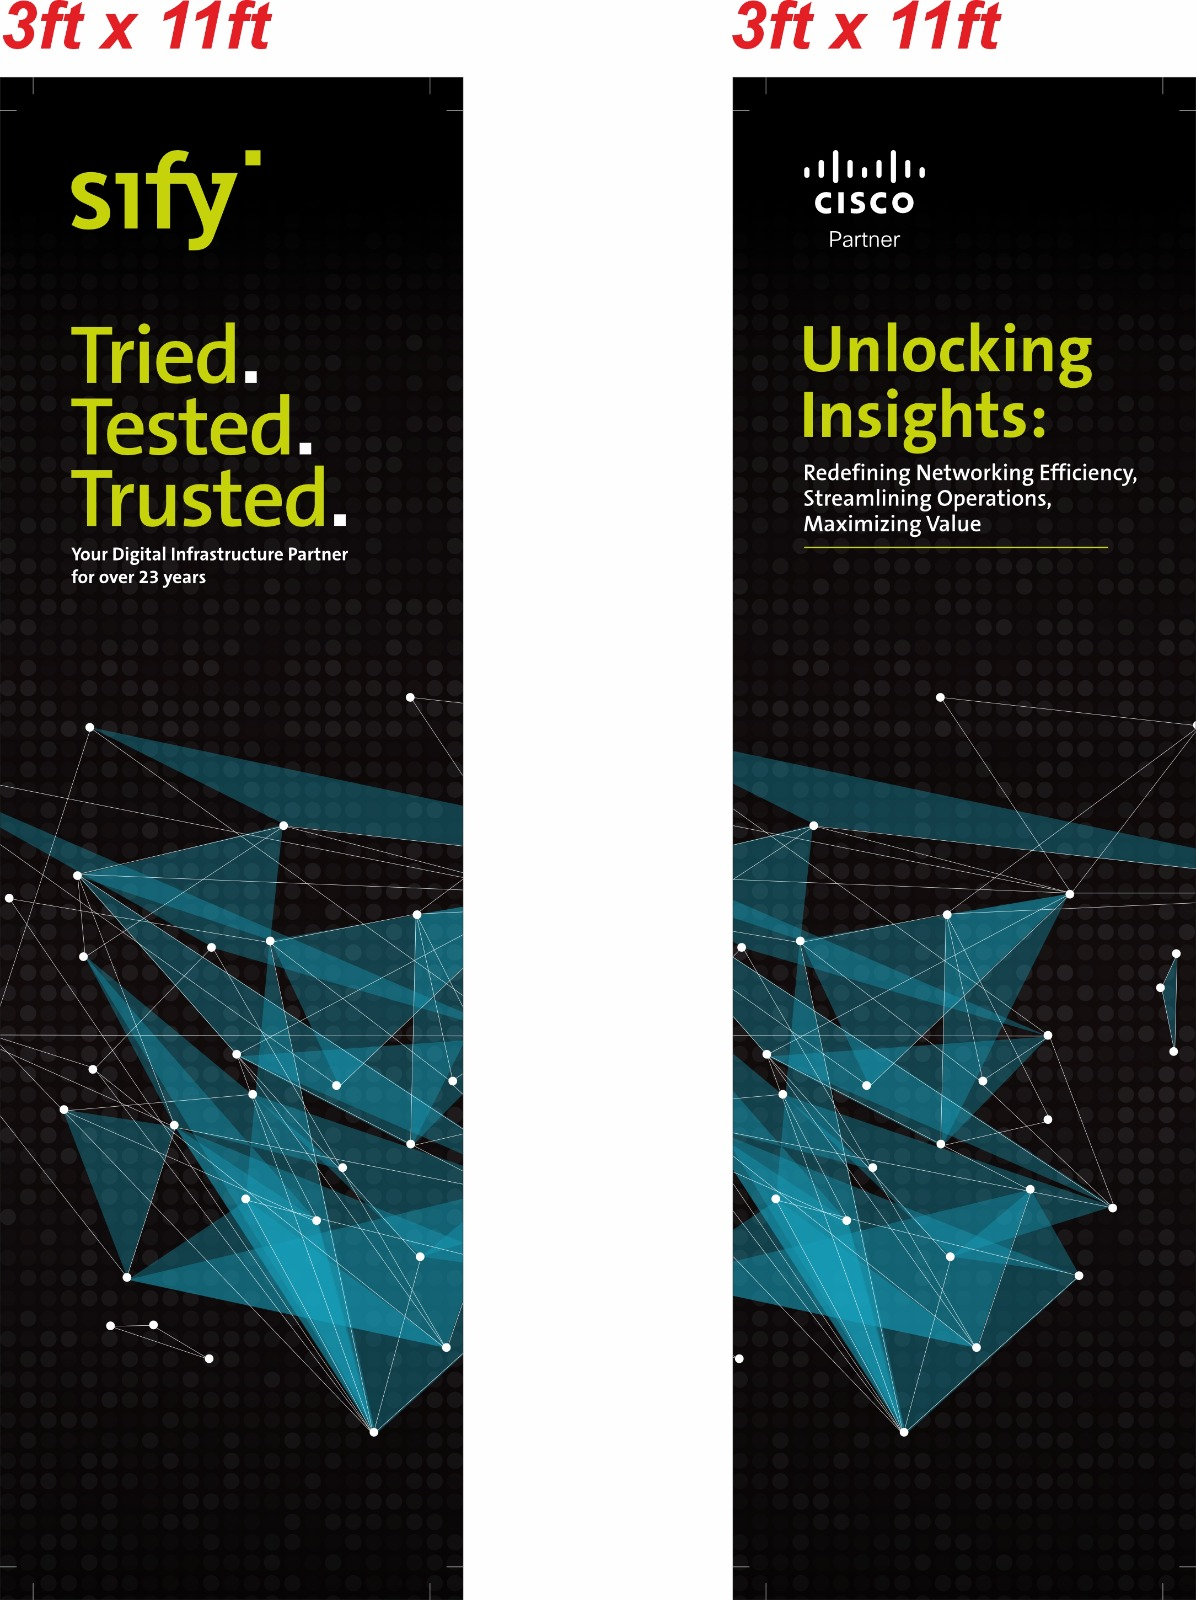 3ft x 11ft
sify
Tried.
Tested.
Trusted.
Your Digital Infrastructure Partner
for over 23 years
3ft x 11ft
CISCO
Partner
Unlocking
Insights:
Redefining Networking Efficiency,
Streamlining Operations,
Maximizing Value